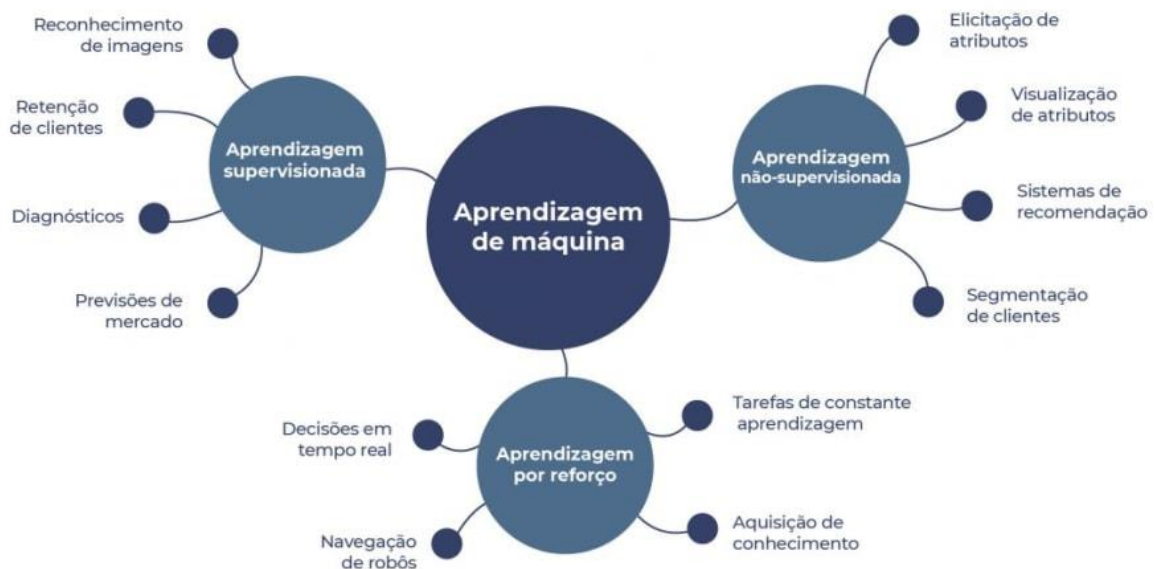 Reconhecimento
de imagens
Retenção
de clientes
Diagnósticos
Previsões de
mercado
Aprendizagem
supervisionada
Aprendizagem
de máquina
Aprendizagem
não-supervisionada
Elicitação de
atributos
Visualização
de atributos
Sistemas de
recomendação
Segmentação
de clientes
Decisões em
tempo real
Navegação
de robôs
Aprendizagem
por reforço
Tarefas de constante
aprendizagem
Aquisição de
conhecimento